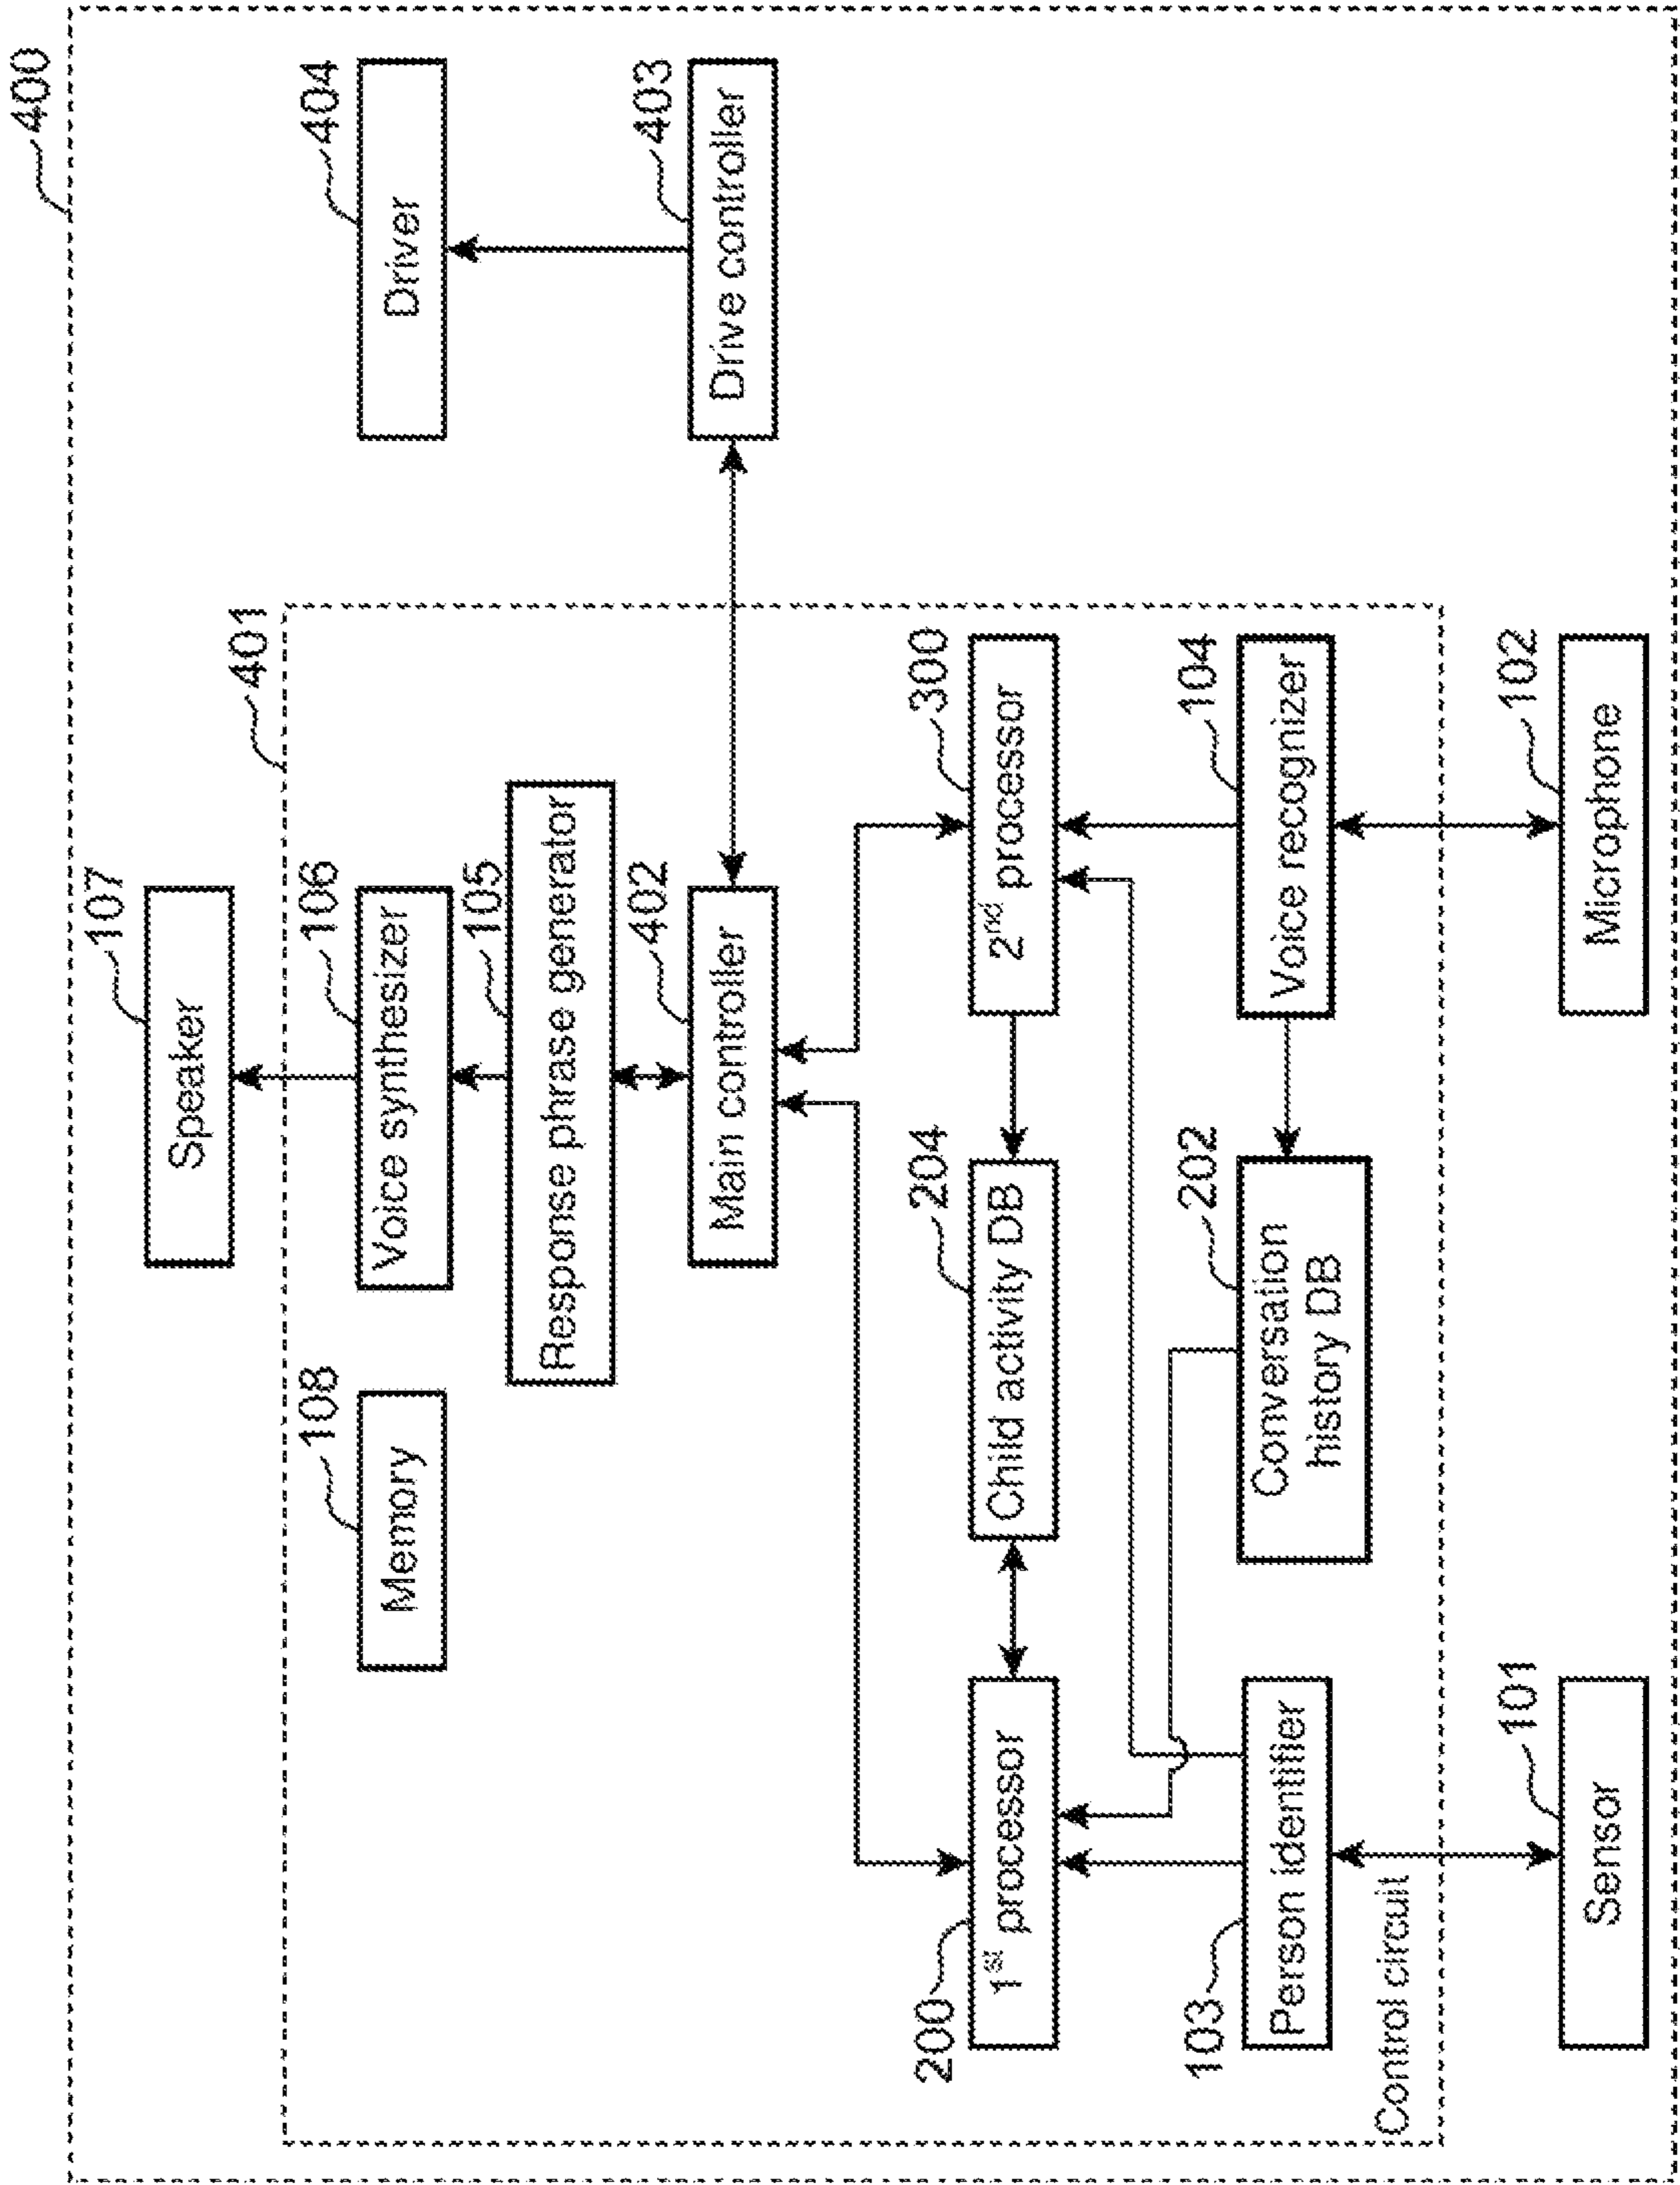 400
107
Speaker
401
108
Memory
106
Voice synthesizer
404
Driver
105
Response phrase generator
402
Main controller
403
Drive controller
200
1st processor
204
Child activity DB
300
2nd processor
103
Person identifier
202
Conversation
history DB
104
Voice recognizer
Control circuit
101
Sensor
102
Microphone